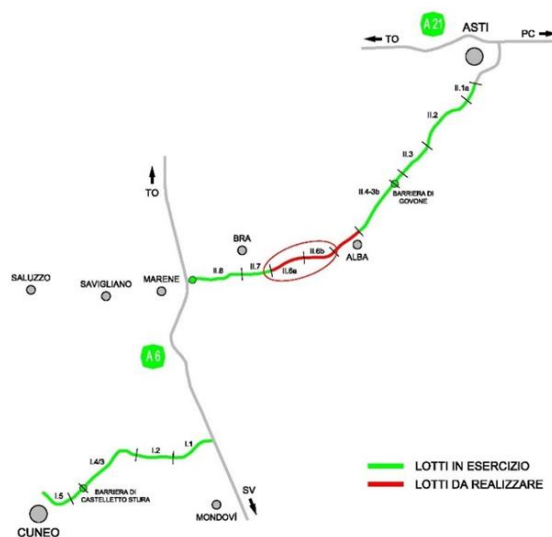 A 21
ASTI
TO
PC
II.1a
II.2
II.3
II.4-3b
BARRIERA DI
GOVONE
TO
BRA
II.6b
ALBA
SALUZZO
SAVIGLIANO
MARENE
II.8
II.7
II.6a
A 6
I.1
I.2
I.4/3
I.5
BARRIERA DI
CASTELLETTO STURA
SV
MONDOVÍ
CUNEO
LOTTI IN ESERCIZIO
LOTTI DA REALIZZARE